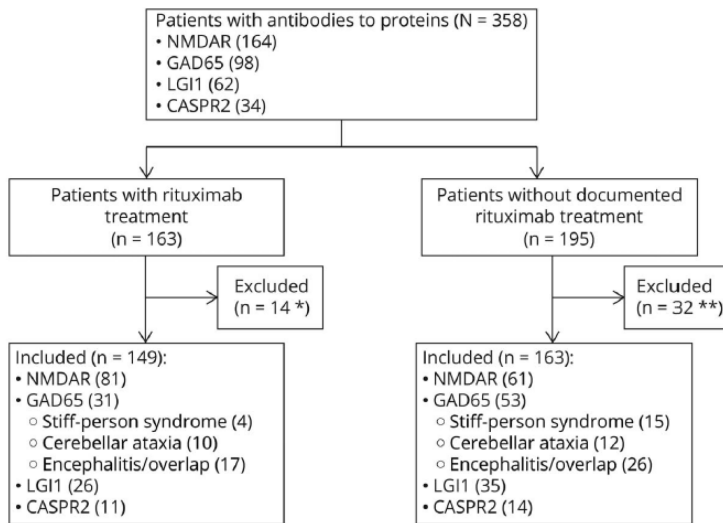 Patients with antibodies to proteins (N = 358)
• NMDAR (164)
• GAD65 (98)
• LGI1 (62)
• CASPR2 (34)
Patients with rituximab
treatment
(n = 163)
Patients without documented
rituximab treatment
(n = 195)
Excluded
(n = 14 *)
Excluded
(n = 32 **)
Included (n = 149):
• NMDAR (81)
• GAD65 (31)
○ Stiff-person syndrome (4)
○ Cerebellar ataxia (10)
○ Encephalitis/overlap (17)
• LGI1 (26)
• CASPR2 (11)
Included (n = 163):
• NMDAR (61)
• GAD65 (53)
○ Stiff-person syndrome (15)
○ Cerebellar ataxia (12)
○ Encephalitis/overlap (26)
• LGI1 (35)
• CASPR2 (14)